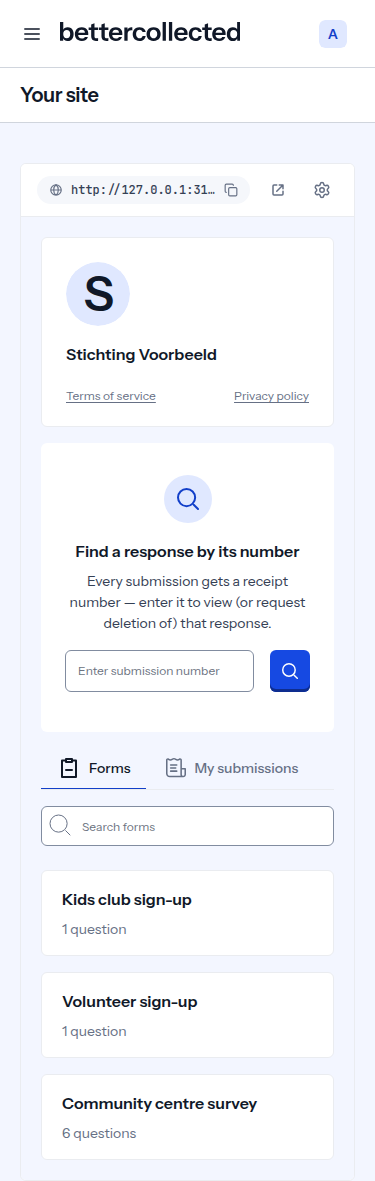 bettercollected
A
Your site
http://127.0.0.1:31…
S
Stichting Voorbeeld
Terms of service
Privacy policy
Find a response by its number
Every submission gets a receipt
number — enter it to view (or request
deletion of) that response.
Enter submission number
Forms
My submissions
Search forms
Kids club sign-up
1 question
Volunteer sign-up
1 question
Community centre survey
6 questions